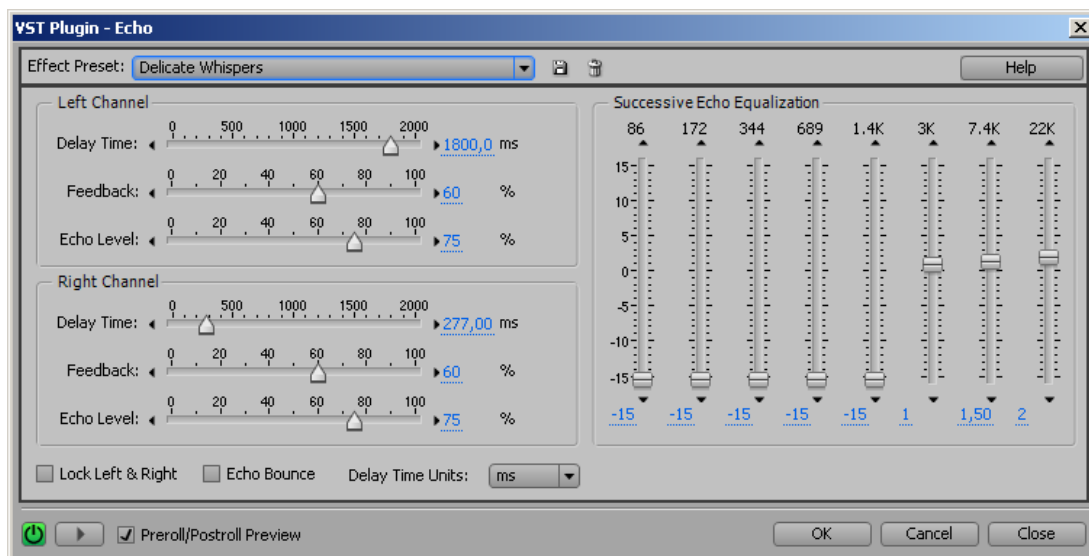 VST Plugin - Echo
Effect Preset: Delicate Whispers Help
Left Channel
0 500 1000 1500 2000
Delay Time: 1800,0 ms
0 20 40 60 80 100
Feedback: 60 %
0 20 40 60 80 100
Echo Level: 75 %
Right Channel
0 500 1000 1500 2000
Delay Time: 277,00 ms
0 20 40 60 80 100
Feedback: 60 %
0 20 40 60 80 100
Echo Level: 75 %
Lock Left & Right Echo Bounce Delay Time Units: ms
Successive Echo Equalization
86 172 344 689 1.4K 3K 7.4K 22K
15
10
5
0
-5
-10
-15
-15 -15 -15 -15 -15 1 1,50 2
Preroll/Postroll Preview OK Cancel Close